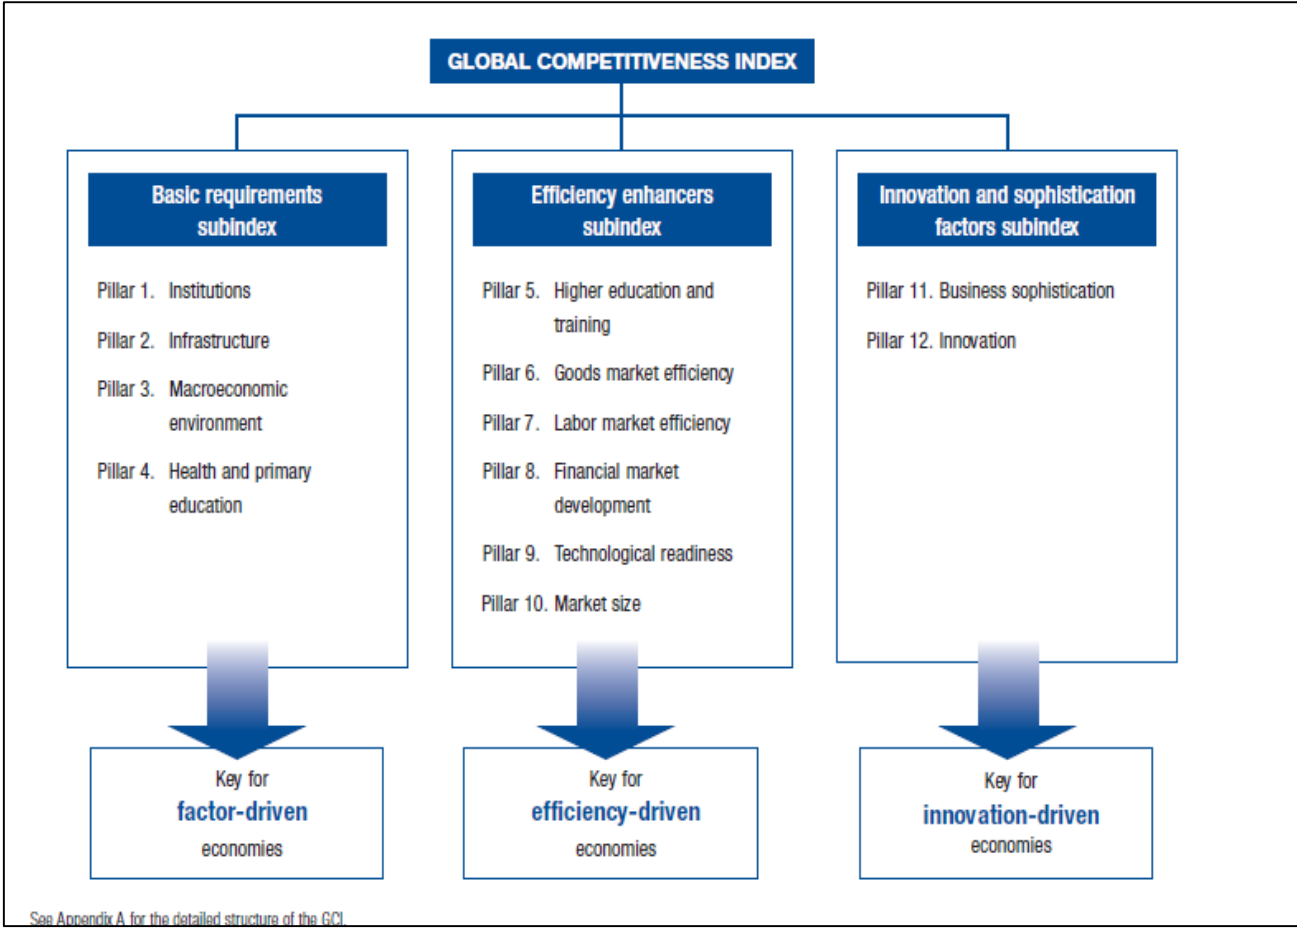 GLOBAL COMPETITIVENESS INDEX
Basic requirements
subindex
Pillar 1. Institutions
Pillar 2. Infrastructure
Pillar 3. Macroeconomic
environment
Pillar 4. Health and primary
education
Key for
factor-driven
economies
Efficiency enhancers
subindex
Pillar 5. Higher education and
training
Pillar 6. Goods market efficiency
Pillar 7. Labor market efficiency
Pillar 8. Financial market
development
Pillar 9. Technological readiness
Pillar 10. Market size
Key for
efficiency-driven
economies
Innovation and sophistication
factors subindex
Pillar 11. Business sophistication
Pillar 12. Innovation
Key for
innovation-driven
economies
See Appendix A for the detailed structure of the GCI.